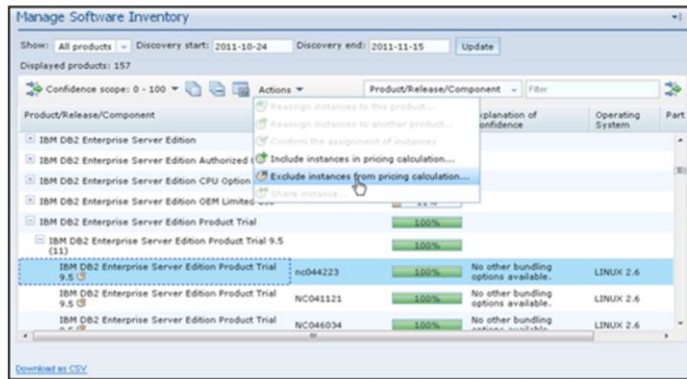 Manage Software Inventory
Show: All products Discovery start: 2011-10-24 Discovery end: 2011-11-15 Update
Displayed products: 157
Confidence scope: 0 - 100 Actions Product/Release/Component Filter
Reassign instances to this product...
Reassign instances to another product...
Confirm the assignment of instances
Include instances in pricing calculation...
Exclude instances from pricing calculation...
Share instance...
Product/Release/Component Explanation of Confidence Operating System Part
IBM DB2 Enterprise Server Edition
IBM DB2 Enterprise Server Edition Authorized
IBM DB2 Enterprise Server Edition CPU Option
IBM DB2 Enterprise Server Edition OEM Limited
IBM DB2 Enterprise Server Edition Product Trial 100%
IBM DB2 Enterprise Server Edition Product Trial 9.5 100%
(11)
IBM DB2 Enterprise Server Edition Product Trial nc044223 100% No other bundling LINUX 2.6
9.5 options available.
IBM DB2 Enterprise Server Edition Product Trial NC041121 100% No other bundling LINUX 2.6
9.5 options available.
IBM DB2 Enterprise Server Edition Product Trial NC046034 100% No other bundling LINUX 2.6
Download as CSV